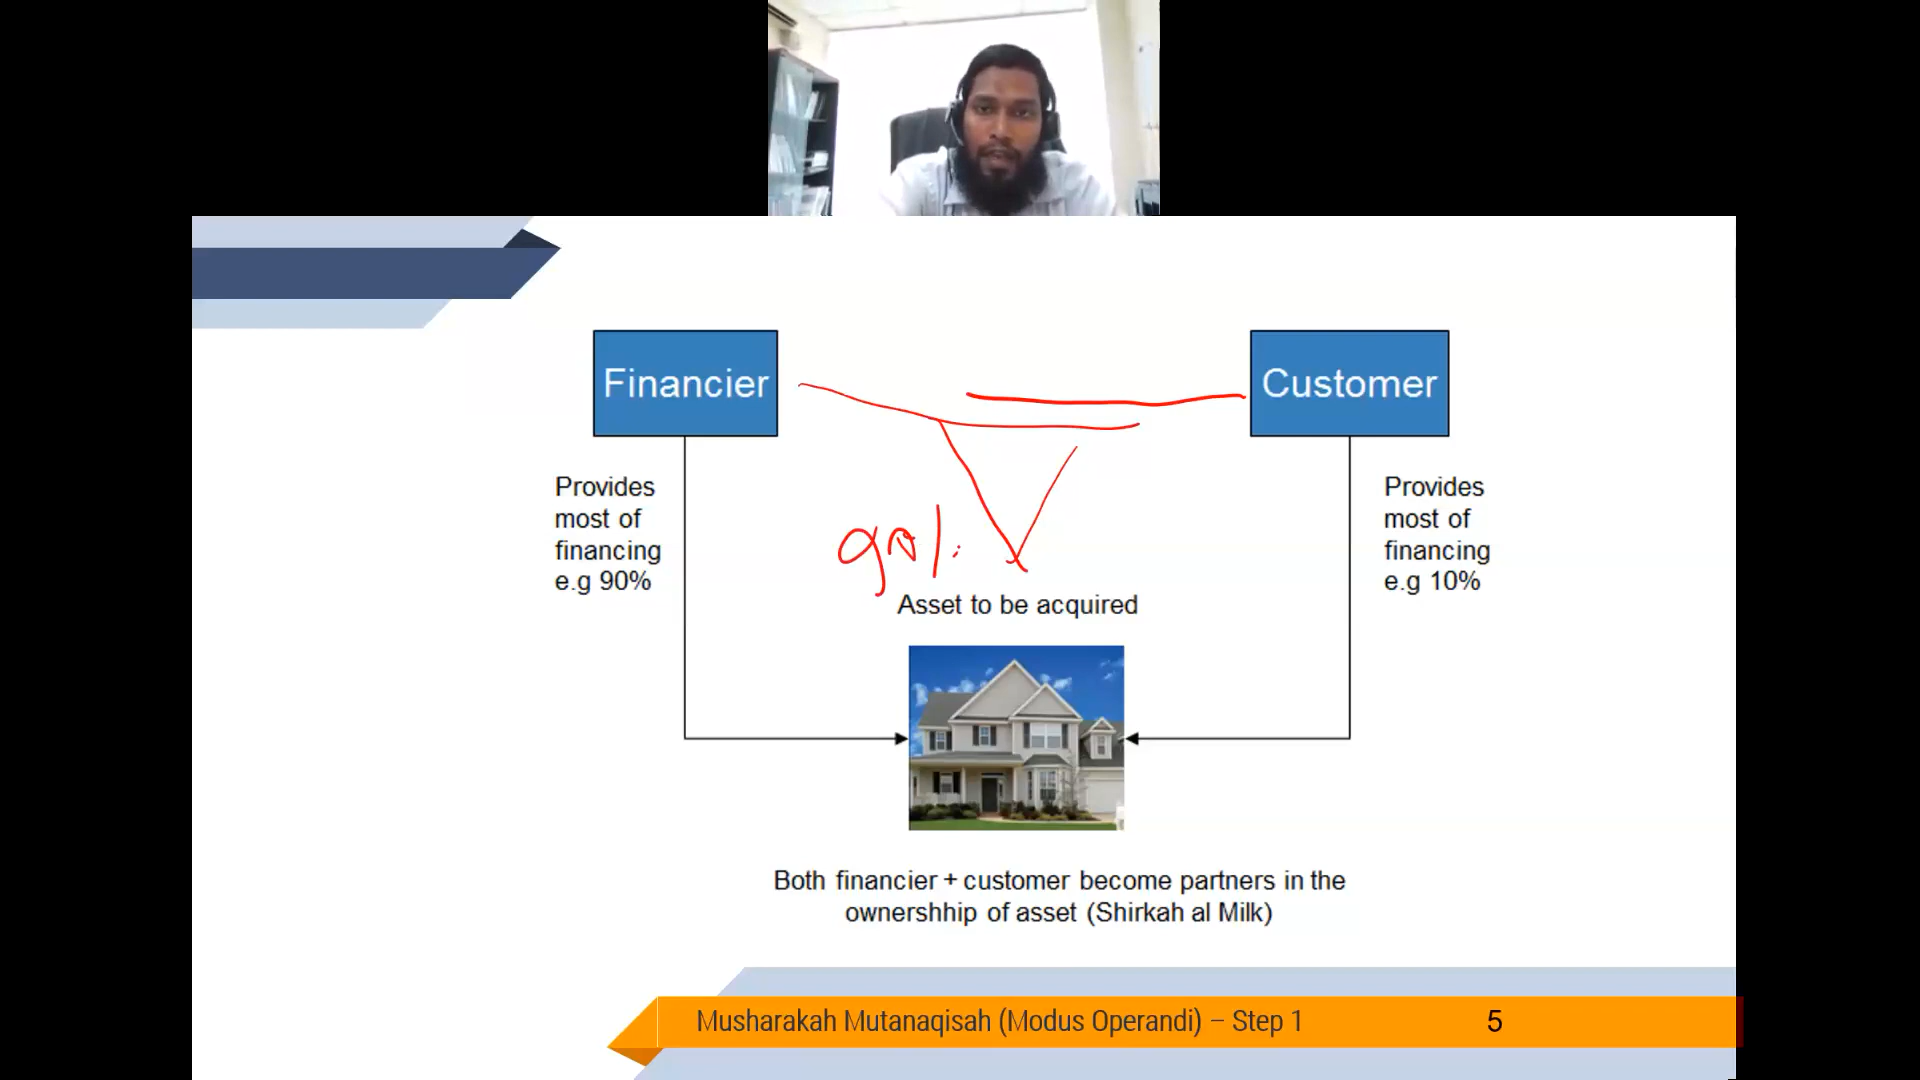 Financier
Customer
Provides
most of
financing
e.g 90%
Provides
most of
financing
e.g 10%
90%
Asset to be acquired
Both financier + customer become partners in the
ownershhip of asset (Shirkah al Milk)
Musharakah Mutanaqisah (Modus Operandi) – Step 1
5